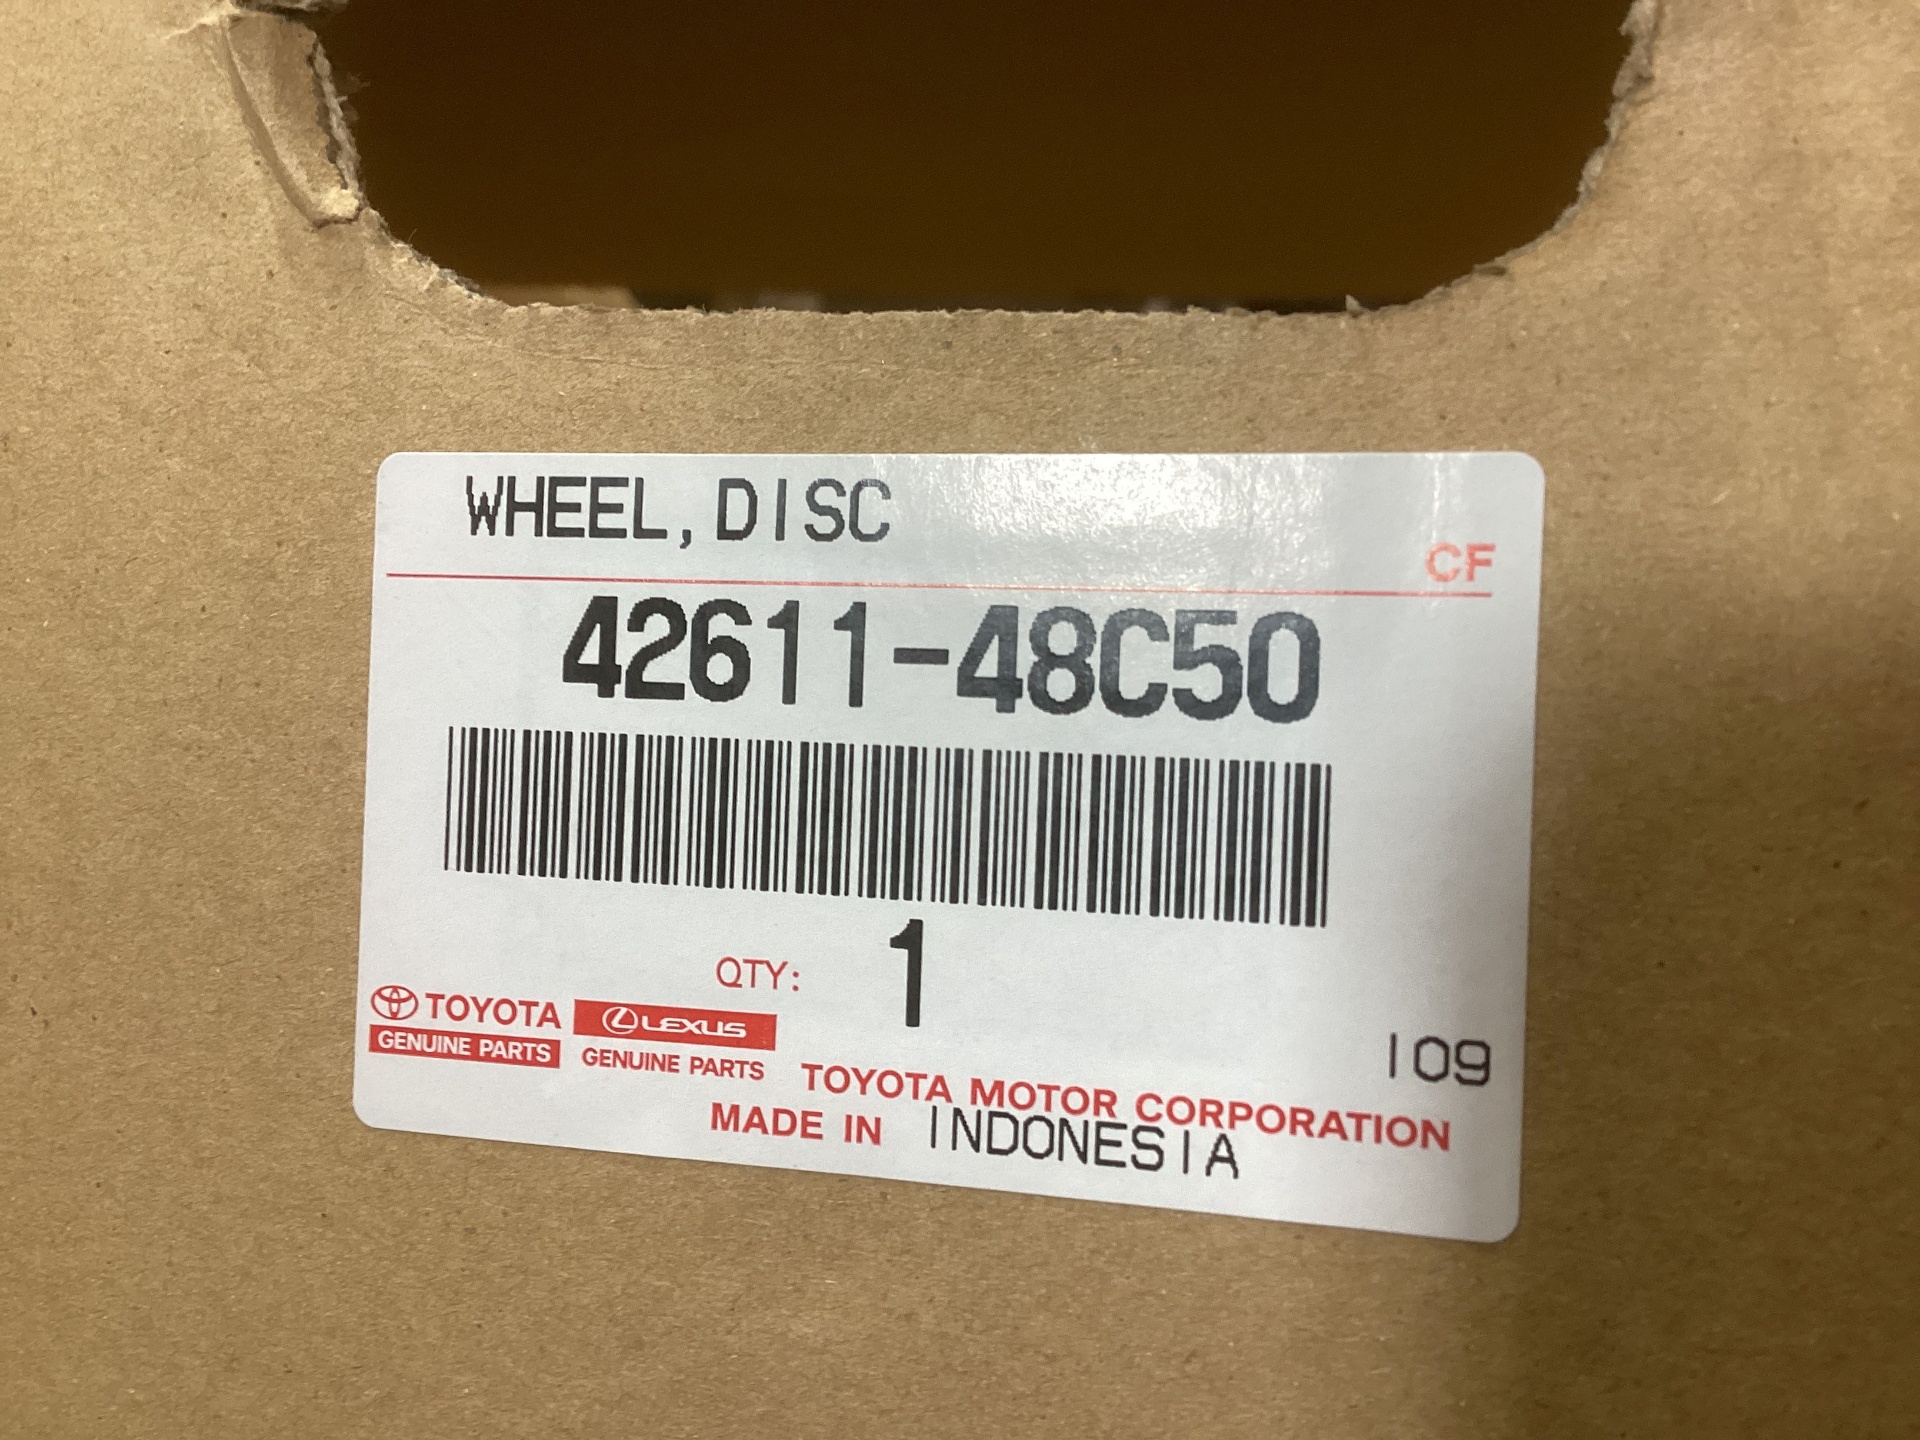 WHEEL,DISC
CF
42611-48C50
QTY: 1
TOYOTA
GENUINE PARTS
LEXUS
GENUINE PARTS
109
TOYOTA MOTOR CORPORATION
MADE IN INDONESIA